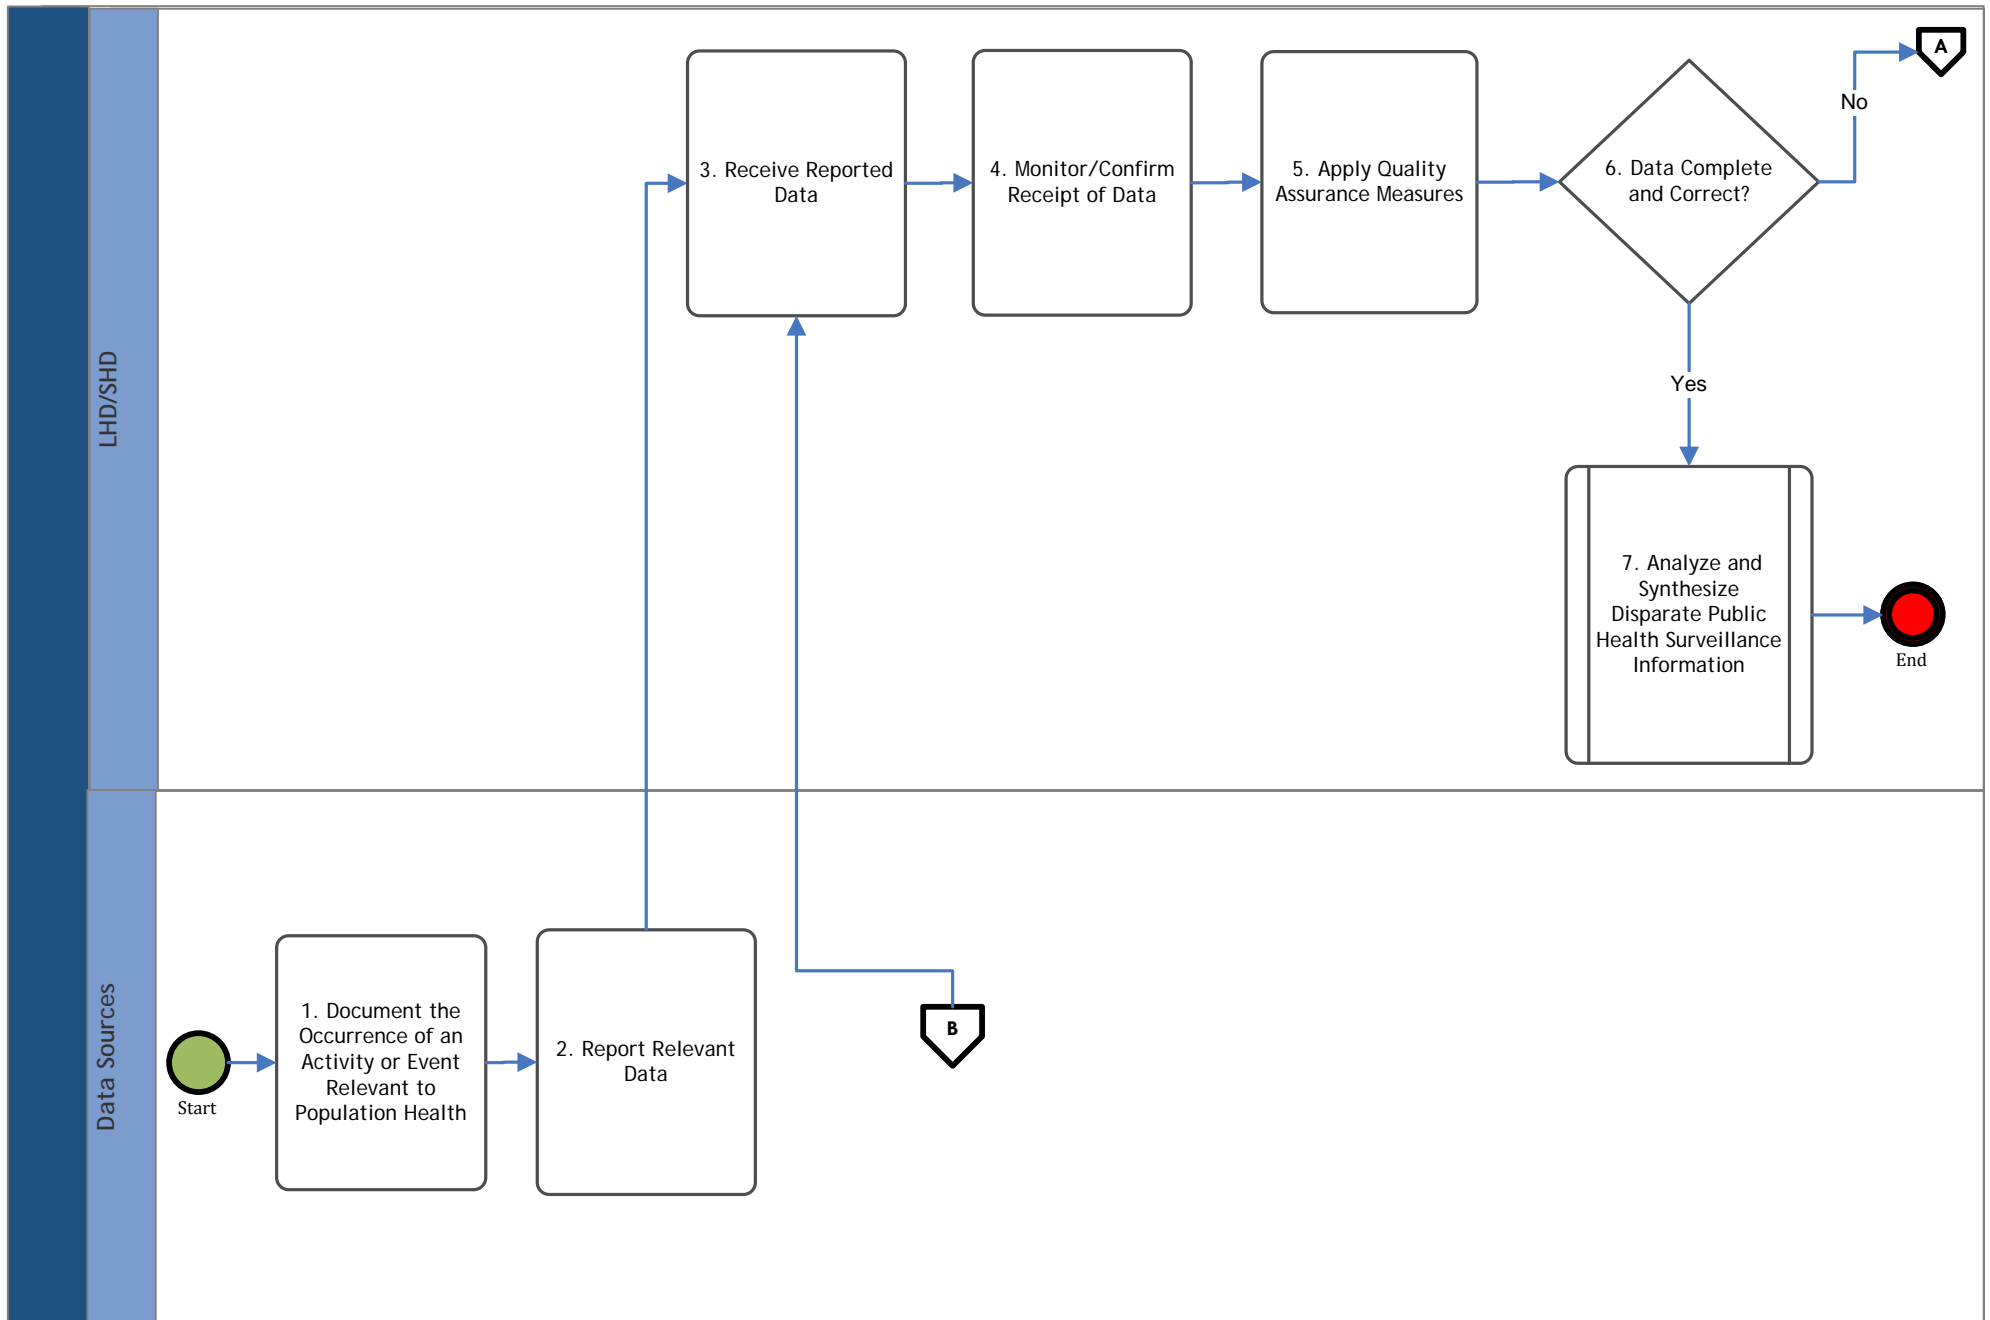 LHD/SHD
3. Receive Reported
Data
4. Monitor/Confirm
Receipt of Data
5. Apply Quality
Assurance Measures
6. Data Complete
and Correct?
No
A
Yes
7. Analyze and
Synthesize
Disparate Public
Health Surveillance
Information
End
Data Sources
Start
1. Document the
Occurrence of an
Activity or Event
Relevant to
Population Health
2. Report Relevant
Data
B